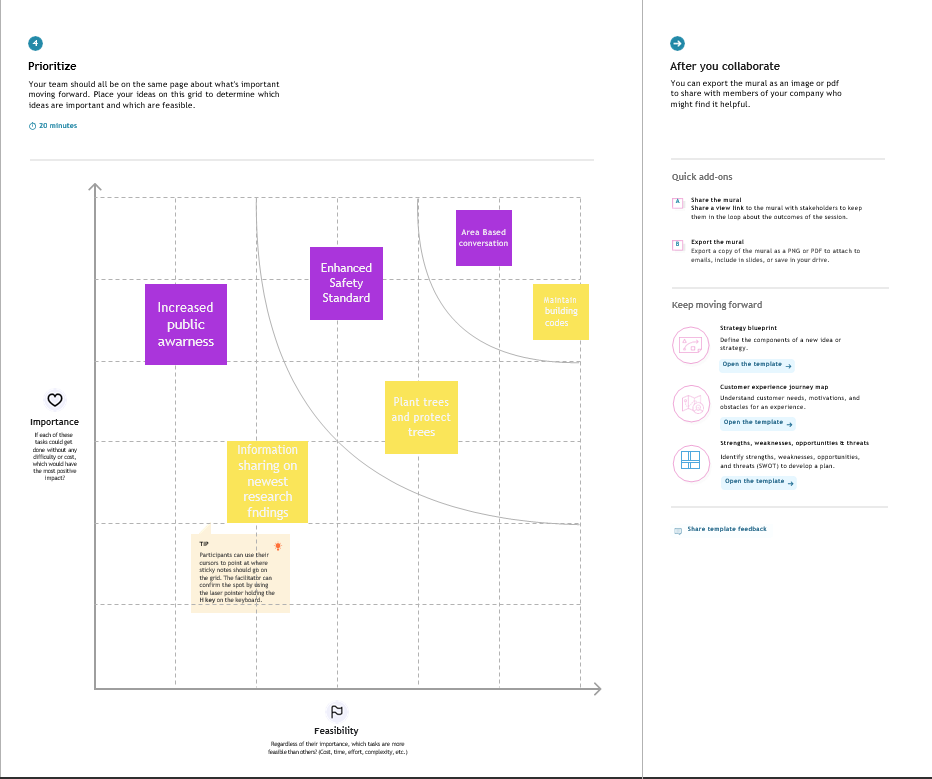 4
Prioritize
Your team should all be on the same page about what's important
moving forward. Place your ideas on this grid to determine which
ideas are important and which are feasible.
20 minutes
Area Based
conversation
Enhanced
Safety
Standard
Increased
public
awarness
Maintain
building
codes
Plant trees
and protect
trees
Importance
If each of these
tasks could get
done without any
difficulty or cost,
which would have
the most positive
impact?
Information
sharing on
newest
research
fndings
TIP
Participants can use their
cursors to point at where
sticky notes should go on
the grid. The facilitator can
confirm the spot by using
the laser pointer holding the
H key on the keyboard.
Feasibility
Regardless of their importance, which tasks are more
feasible than others? (Cost, time, effort, complexity, etc.)
After you collaborate
You can export the mural as an image or pdf
to share with members of your company who
might find it helpful.
Quick add-ons
A
Share the mural
Share a view link to the mural with stakeholders to keep
them in the loop about the outcomes of the session.
B
Export the mural
Export a copy of the mural as a PNG or PDF to attach to
emails, include in slides, or save in your drive.
Keep moving forward
Strategy blueprint
Define the components of a new idea or
strategy.
Open the template
Customer experience journey map
Understand customer needs, motivations, and
obstacles for an experience.
Open the template
Strengths, weaknesses, opportunities & threats
Identify strengths, weaknesses, opportunities,
and threats (SWOT) to develop a plan.
Open the template
Share template feedback